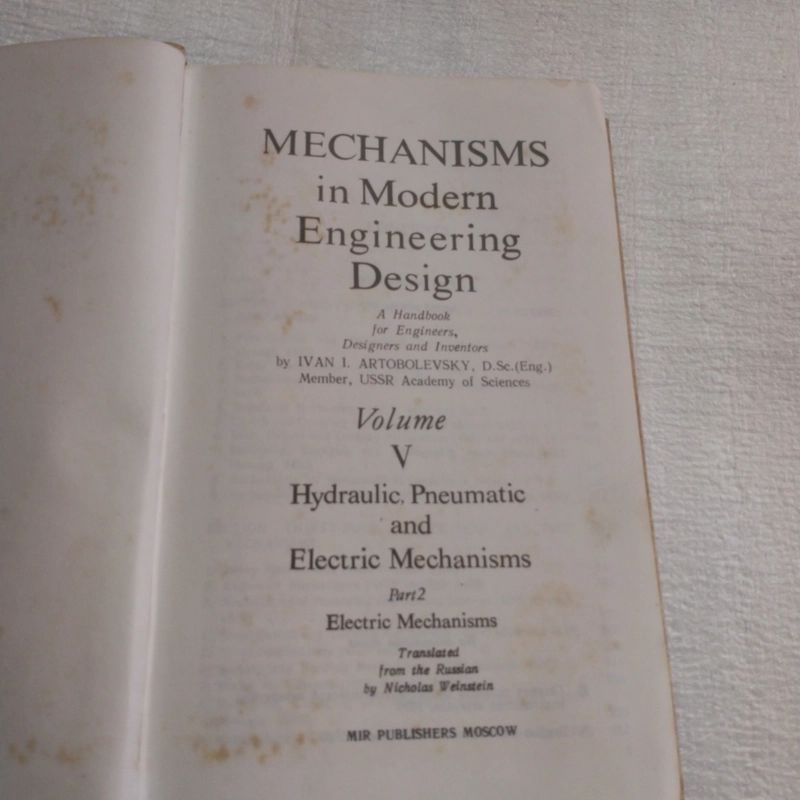 MECHANISMS
in Modern
Engineering
Design
A Handbook
for Engineers,
Designers and Inventors
by IVAN I. ARTOBOLEVSKY, D.Sc.(Eng.)
Member, USSR Academy of Sciences
Volume
V
Hydraulic, Pneumatic
and
Electric Mechanisms
Part2
Electric Mechanisms
Translated
from the Russian
by Nicholas Weinstein
MIR PUBLISHERS MOSCOW